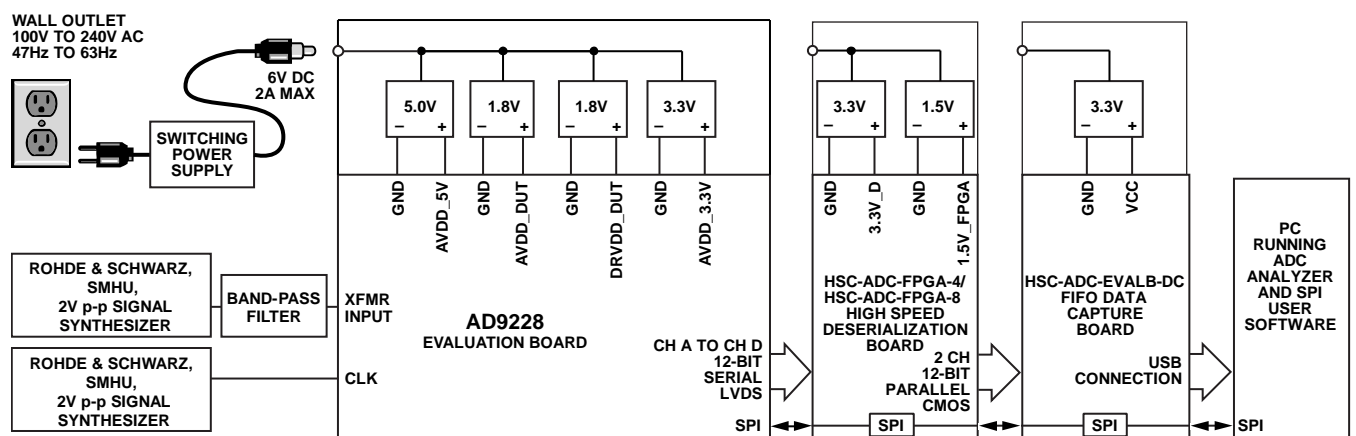 WALL OUTLET
100V TO 240V AC
47Hz TO 63Hz
6V DC
2A MAX
SWITCHING
POWER
SUPPLY
5.0V
– +
1.8V
– +
1.8V
– +
3.3V
– +
GND
AVDD_5V
GND
AVDD_DUT
GND
DRVDD_DUT
GND
AVDD_3.3V
3.3V
– +
1.5V
– +
GND
3.3V_D
GND
1.5V_FPGA
3.3V
– +
GND
VCC
ROHDE & SCHWARZ,
SMHU,
2V p-p SIGNAL
SYNTHESIZER
BAND-PASS
FILTER
XFMR
INPUT
ROHDE & SCHWARZ,
SMHU,
2V p-p SIGNAL
SYNTHESIZER
CLK
AD9228
EVALUATION BOARD
CH A TO CH D
12-BIT
SERIAL
LVDS
SPI
HSC-ADC-FPGA-4/
HSC-ADC-FPGA-8
HIGH SPEED
DESERIALIZATION
BOARD
2 CH
12-BIT
PARALLEL
CMOS
SPI
HSC-ADC-EVALB-DC
FIFO DATA
CAPTURE
BOARD
USB
CONNECTION
SPI
PC
RUNNING
ADC
ANALYZER
AND SPI
USER
SOFTWARE
SPI